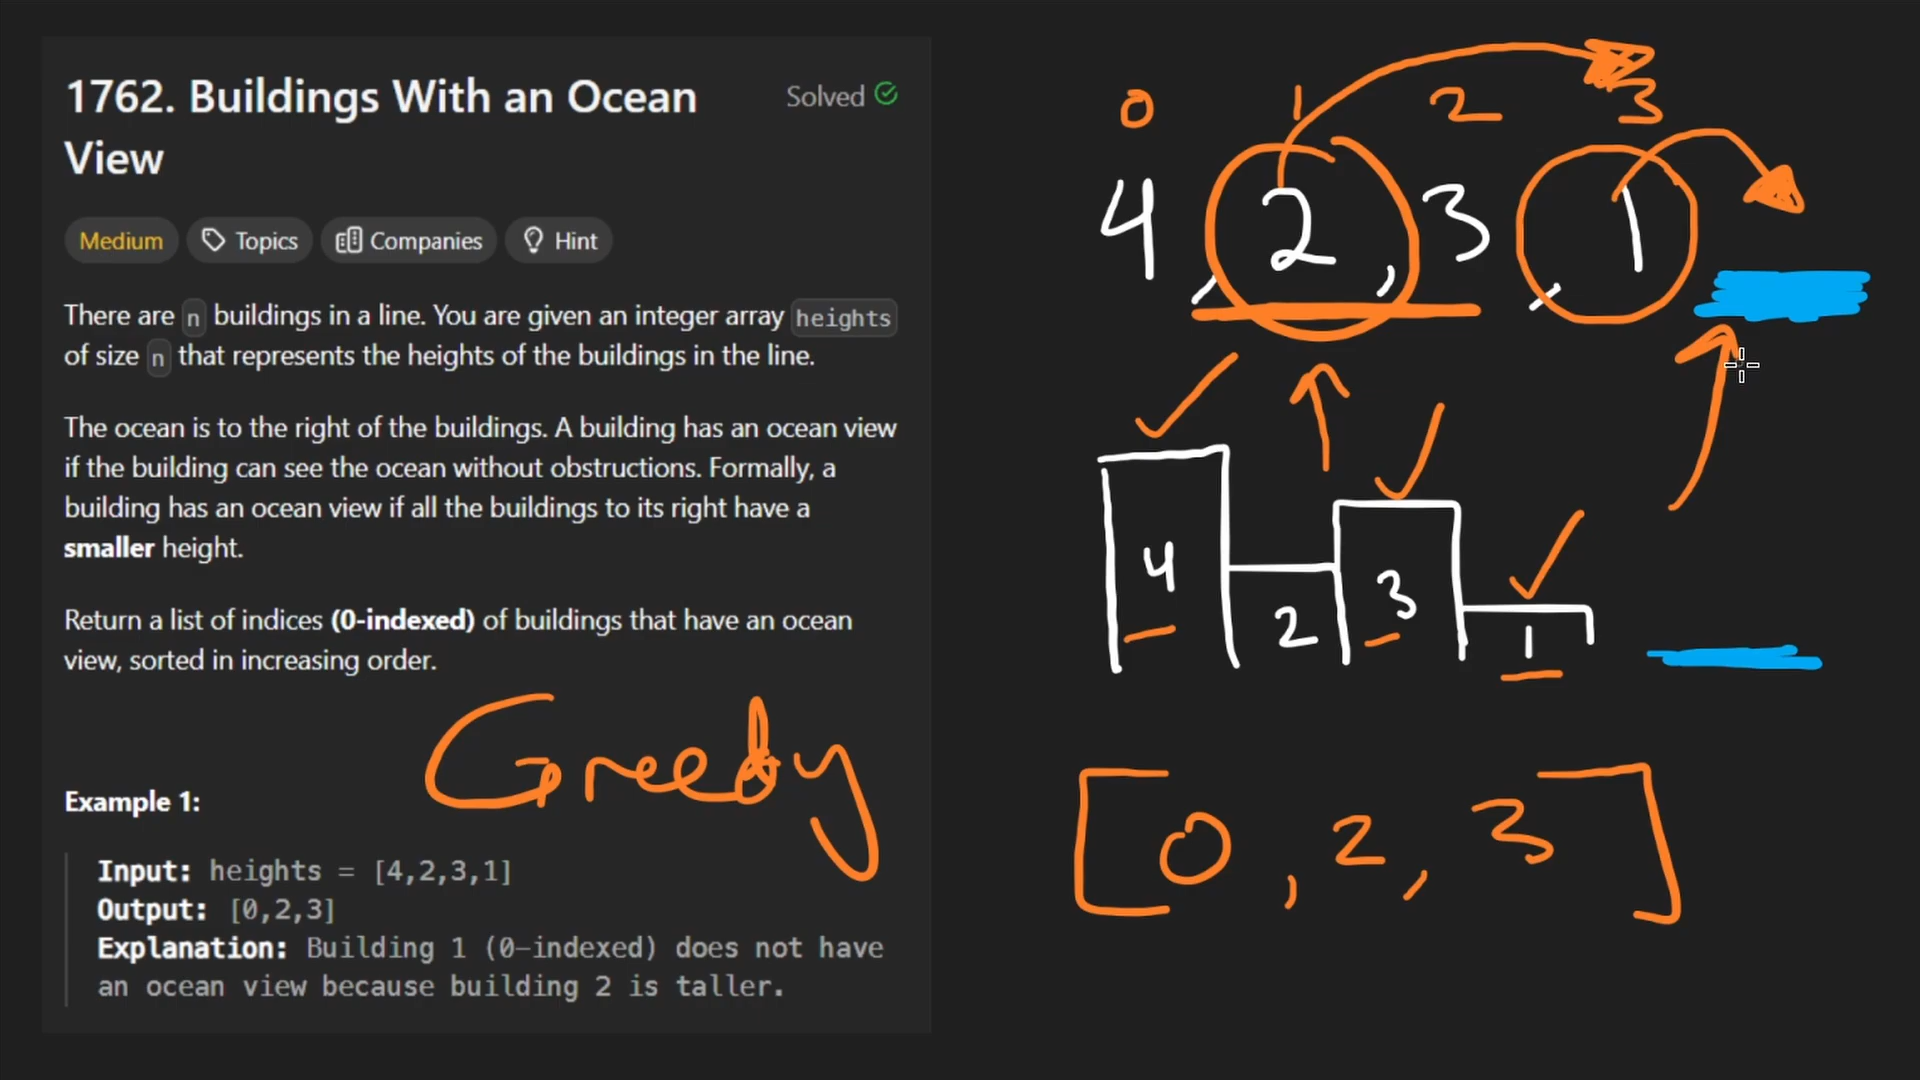 1762. Buildings With an Ocean View
Solved
Medium Topics Companies Hint
There are n buildings in a line. You are given an integer array heights
of size n that represents the heights of the buildings in the line.
The ocean is to the right of the buildings. A building has an ocean view
if the building can see the ocean without obstructions. Formally, a
building has an ocean view if all the buildings to its right have a
smaller height.
Return a list of indices (0-indexed) of buildings that have an ocean
view, sorted in increasing order.
Greedy
Example 1:
Input: heights = [4,2,3,1]
Output: [0,2,3]
Explanation: Building 1 (0-indexed) does not have
an ocean view because building 2 is taller.
0 1 2 3
4, 2, 3, 1
4 2 3 1
[0, 2, 3]